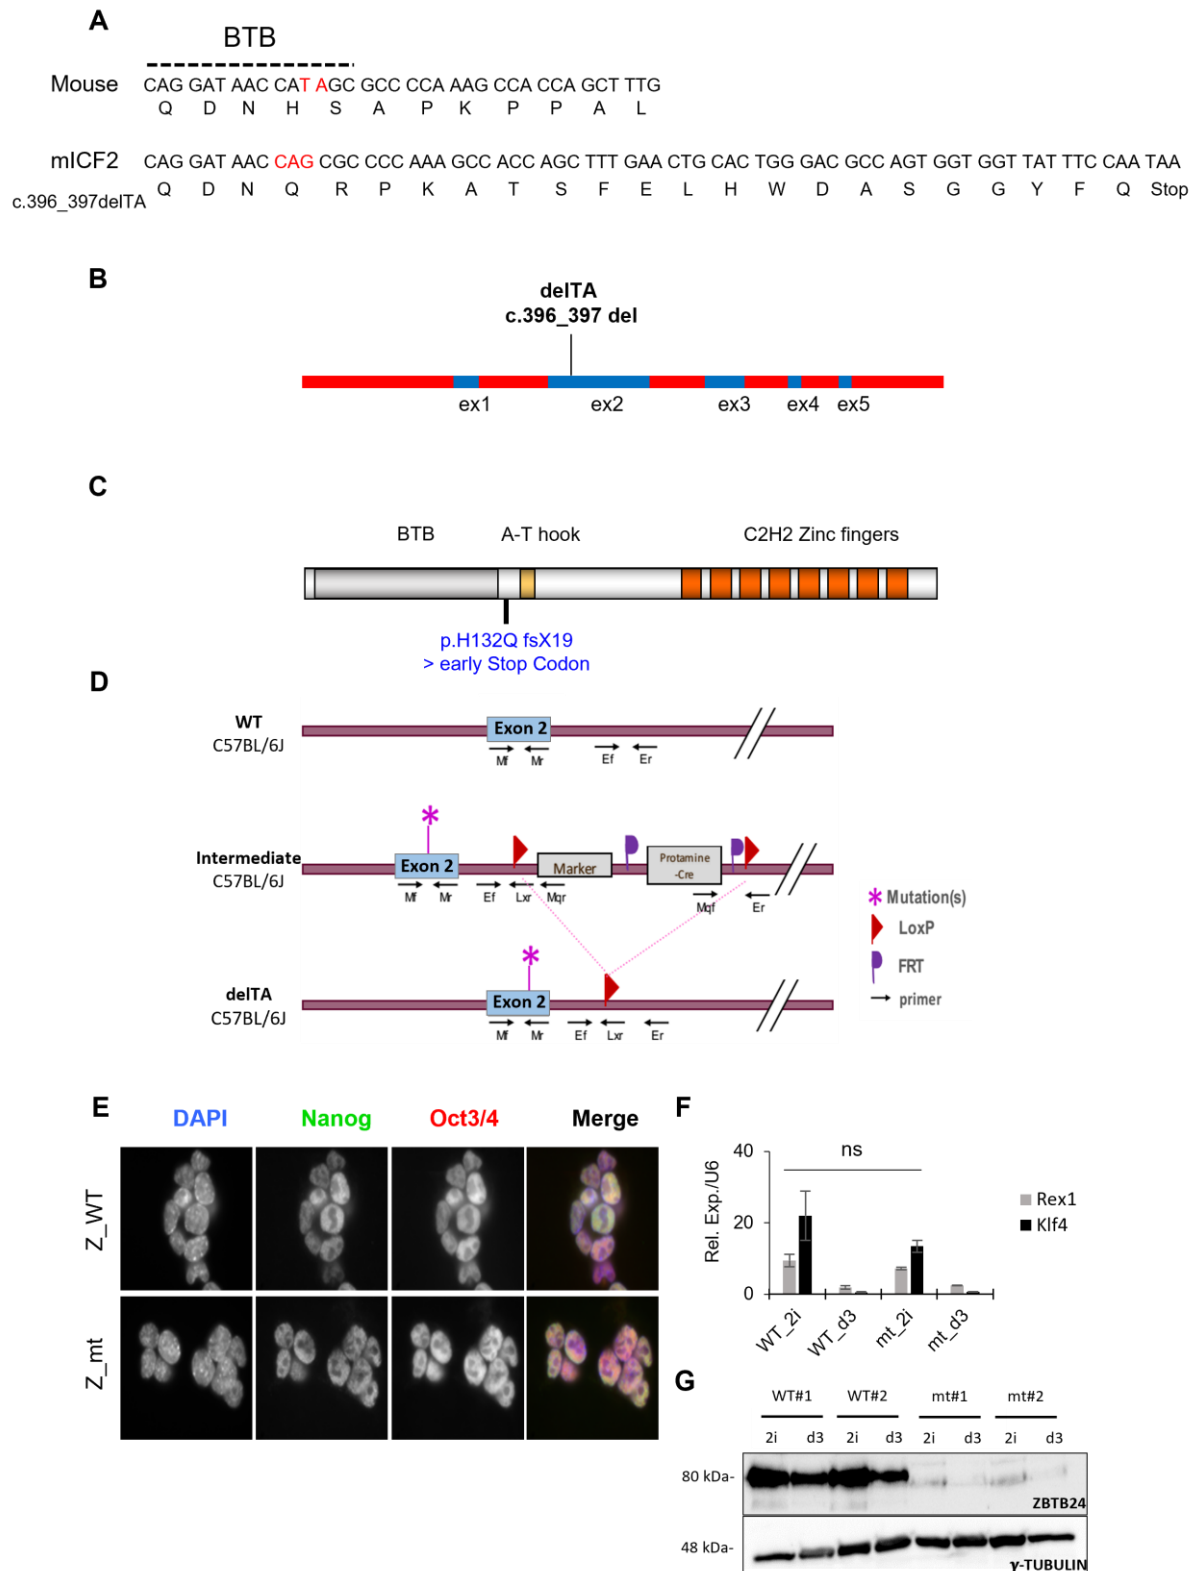 A
BTB
Mouse CAG GAT AAC CAT AGC GCC CCA AAG CCA CCA GCT TTG
Q D N H S A P K P P A L
mICF2 CAG GAT AAC CAG CGC CCC AAA GCC ACC AGC TTT GAA CTG CAC TGG GAC GCC AGT GGT GGT TAT TTC CAA TAA
c.396_397delTA Q D N Q R P K A T S F E L H W D A S G G Y F Q Stop
B
delTA
c.396_397 del
ex1 ex2 ex3 ex4 ex5
C
BTB A-T hook C2H2 Zinc fingers
p.H132Q fsX19
> early Stop Codon
D
WT
C57BL/6J
Exon 2
Mf Mr Ef Er
Intermediate
C57BL/6J
Exon 2 Marker Protamine
-Cre
Mf Mr Ef Lxr Mqr Mqf Er
Mutation(s)
LoxP
FRT
primer
delTA
C57BL/6J
Exon 2
Mf Mr Ef Lxr Er
E
DAPI Nanog Oct3/4 Merge
Z_WT
Z_mt
F
Rel. Exp./U6
40
20
0
ns
Rex1
Klf4
WT_2i WT_d3 mt_2i mt_d3
G
WT#1 WT#2 mt#1 mt#2
2i d3 2i d3 2i d3 2i d3
80 kDa-
ZBTB24
48 kDa-
γ-TUBULIN